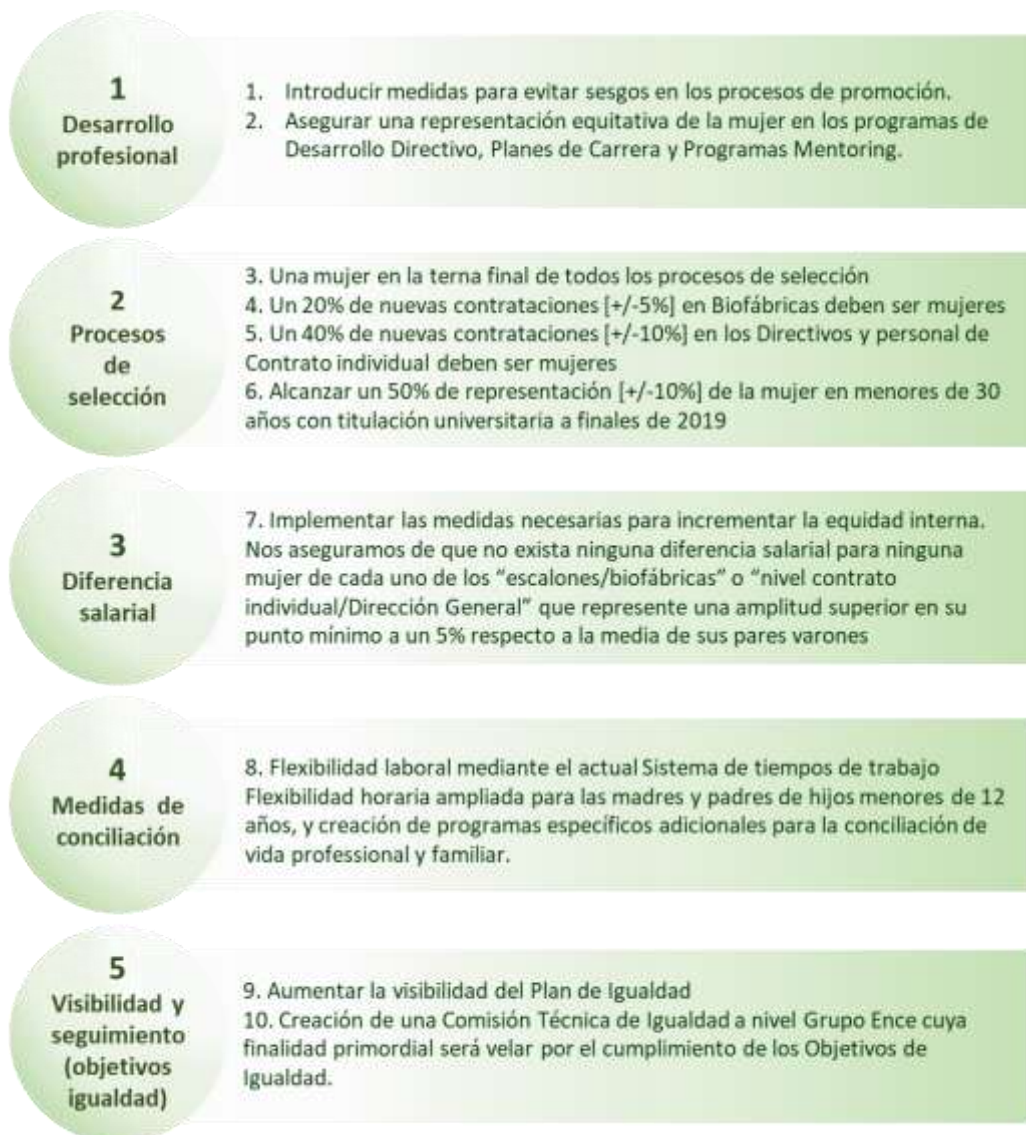 1
Desarrollo
profesional
1. Introducir medidas para evitar sesgos en los procesos de promoción.
2. Asegurar una representación equitativa de la mujer en los programas de
Desarrollo Directivo, Planes de Carrera y Programas Mentoring.
2
Procesos
de
selección
3. Una mujer en la terna final de todos los procesos de selección
4. Un 20% de nuevas contrataciones [+/-5%] en Biofábricas deben ser mujeres
5. Un 40% de nuevas contrataciones [+/-10%] en los Directivos y personal de
Contrato individual deben ser mujeres
6. Alcanzar un 50% de representación [+/-10%] de la mujer en menores de 30
años con titulación universitaria a finales de 2019
3
Diferencia
salarial
7. Implementar las medidas necesarias para incrementar la equidad interna.
Nos aseguramos de que no exista ninguna diferencia salarial para ninguna
mujer de cada uno de los “escalones/biofábricas” o “nivel contrato
individual/Dirección General” que represente una amplitud superior en su
punto mínimo a un 5% respecto a la media de sus pares varones
4
Medidas de
conciliación
8. Flexibilidad laboral mediante el actual Sistema de tiempos de trabajo
Flexibilidad horaria ampliada para las madres y padres de hijos menores de 12
años, y creación de programas específicos adicionales para la conciliación de
vida professional y familiar.
5
Visibilidad y
seguimiento
(objetivos
igualdad)
9. Aumentar la visibilidad del Plan de Igualdad
10. Creación de una Comisión Técnica de Igualdad a nivel Grupo Ence cuya
finalidad primordial será velar por el cumplimiento de los Objetivos de
Igualdad.